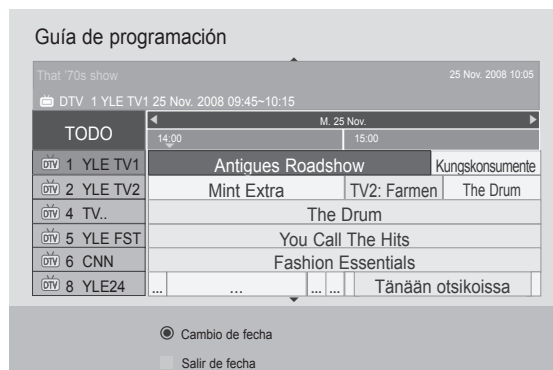 Guía de programación
That '70s show
25 Nov. 2008 10:05
DTV 1 YLE TV1 25 Nov. 2008 09:45~10:15
TODO
M. 25 Nov.
14:00 15:00
DTV 1 YLE TV1 Antigues Roadshow Kungskonsumente
DTV 2 YLE TV2 Mint Extra TV2: Farmen The Drum
DTV 4 TV.. The Drum
DTV 5 YLE FST You Call The Hits
DTV 6 CNN Fashion Essentials
DTV 8 YLE24 ... ... ... ... Tänään otsikoissa
Cambio de fecha
Salir de fecha